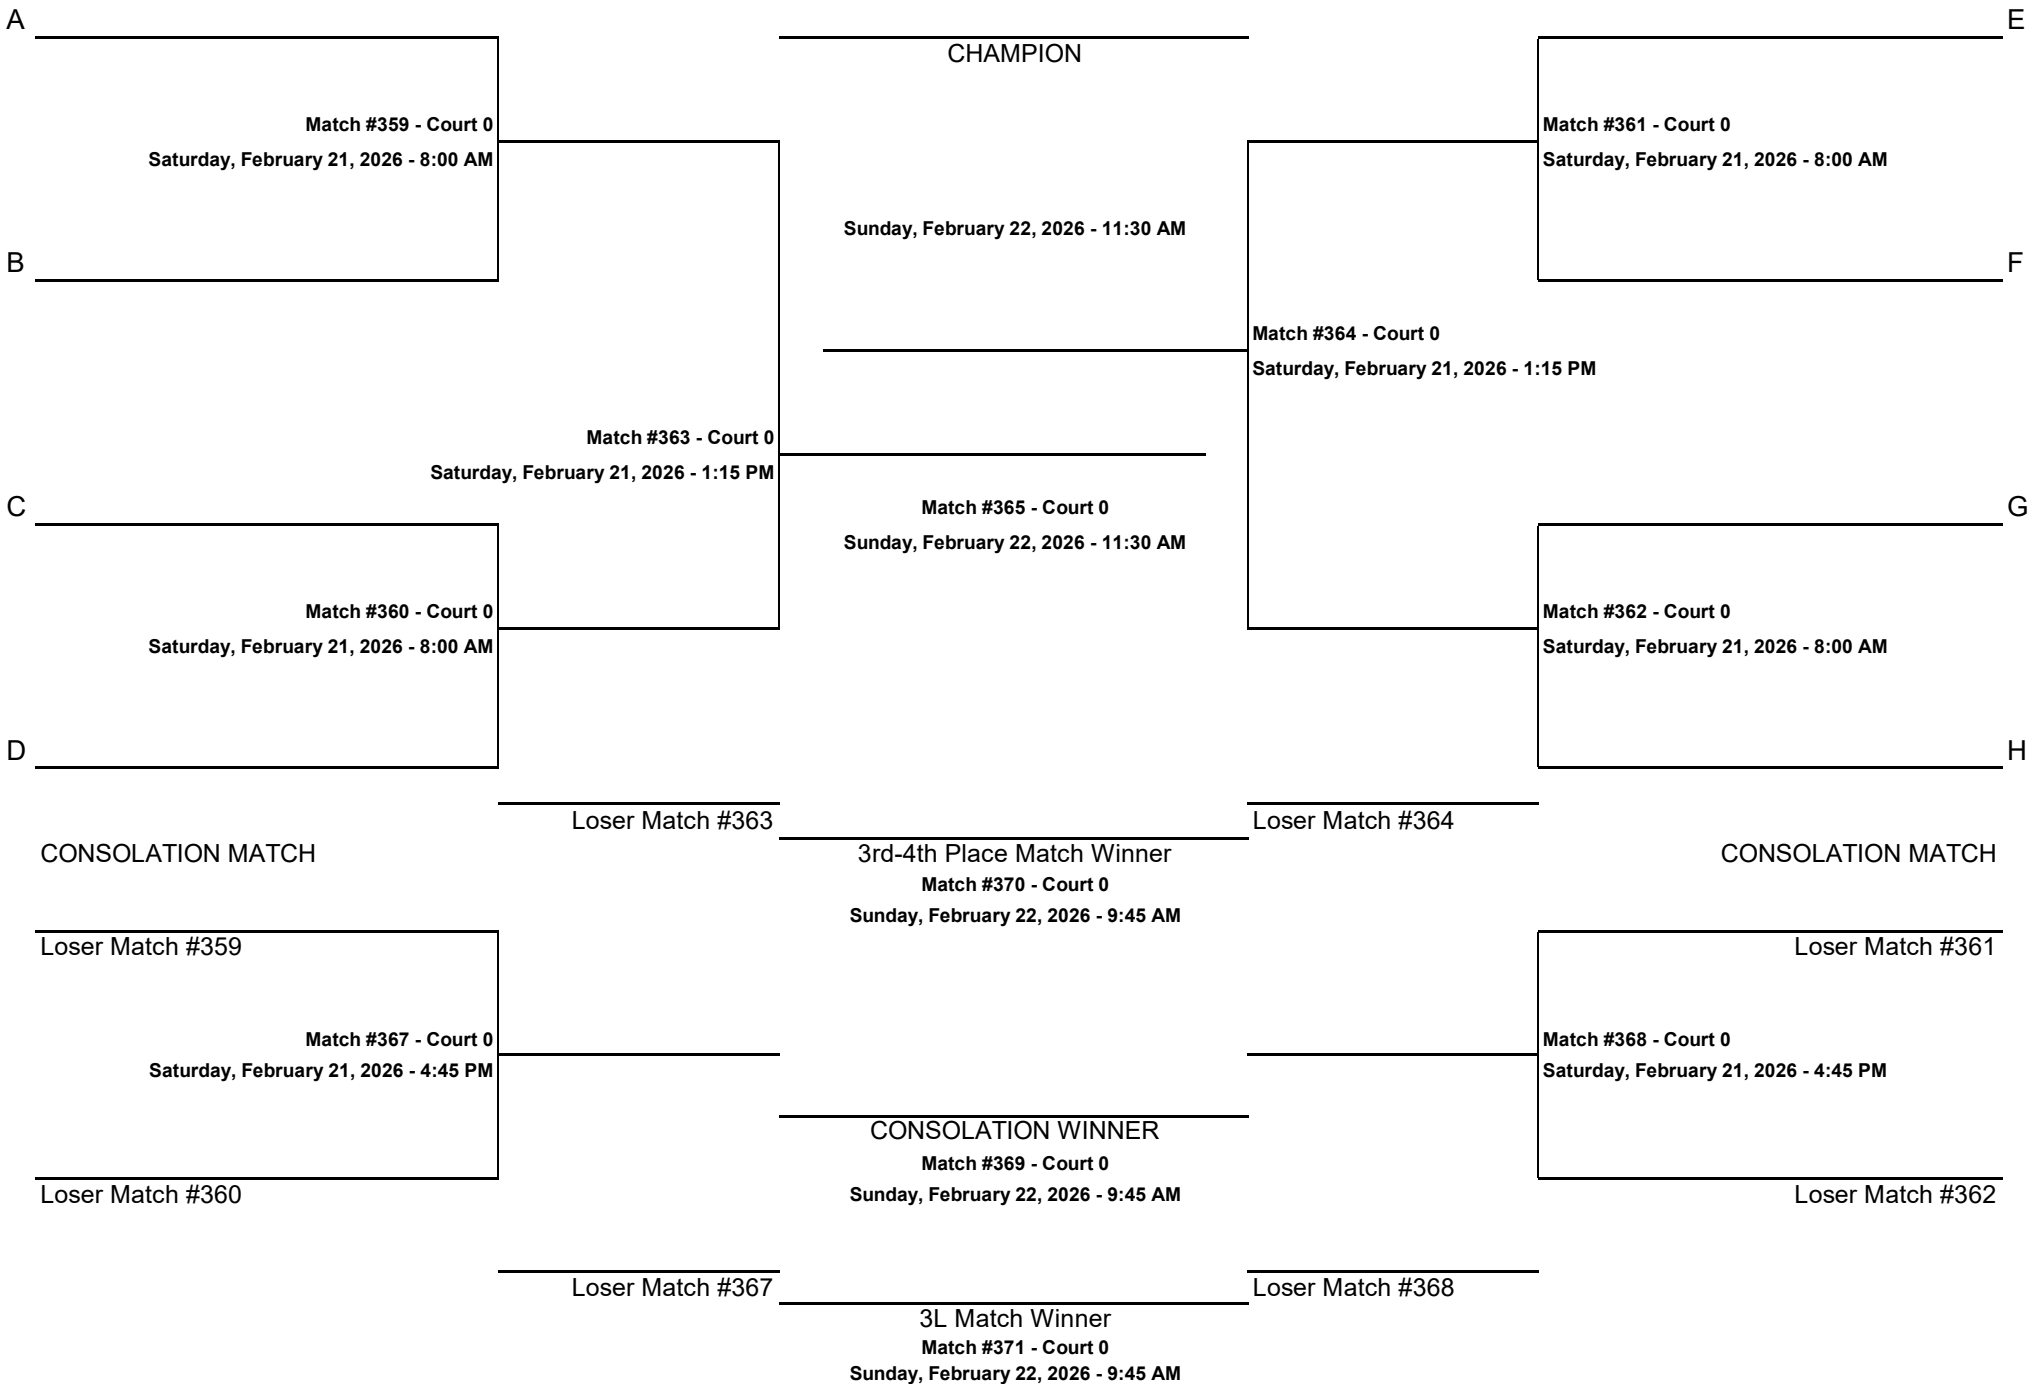 A
E
CHAMPION
Match #359 - Court 0
Saturday, February 21, 2026 - 8:00 AM
Match #361 - Court 0
Saturday, February 21, 2026 - 8:00 AM
Sunday, February 22, 2026 - 11:30 AM
B
F
Match #364 - Court 0
Saturday, February 21, 2026 - 1:15 PM
Match #363 - Court 0
Saturday, February 21, 2026 - 1:15 PM
C
G
Match #365 - Court 0
Sunday, February 22, 2026 - 11:30 AM
Match #360 - Court 0
Saturday, February 21, 2026 - 8:00 AM
Match #362 - Court 0
Saturday, February 21, 2026 - 8:00 AM
D
H
Loser Match #363
Loser Match #364
CONSOLATION MATCH
3rd-4th Place Match Winner
CONSOLATION MATCH
Match #370 - Court 0
Sunday, February 22, 2026 - 9:45 AM
Loser Match #359
Loser Match #361
Match #367 - Court 0
Saturday, February 21, 2026 - 4:45 PM
Match #368 - Court 0
Saturday, February 21, 2026 - 4:45 PM
CONSOLATION WINNER
Match #369 - Court 0
Sunday, February 22, 2026 - 9:45 AM
Loser Match #360
Loser Match #362
Loser Match #367
Loser Match #368
3L Match Winner
Match #371 - Court 0
Sunday, February 22, 2026 - 9:45 AM